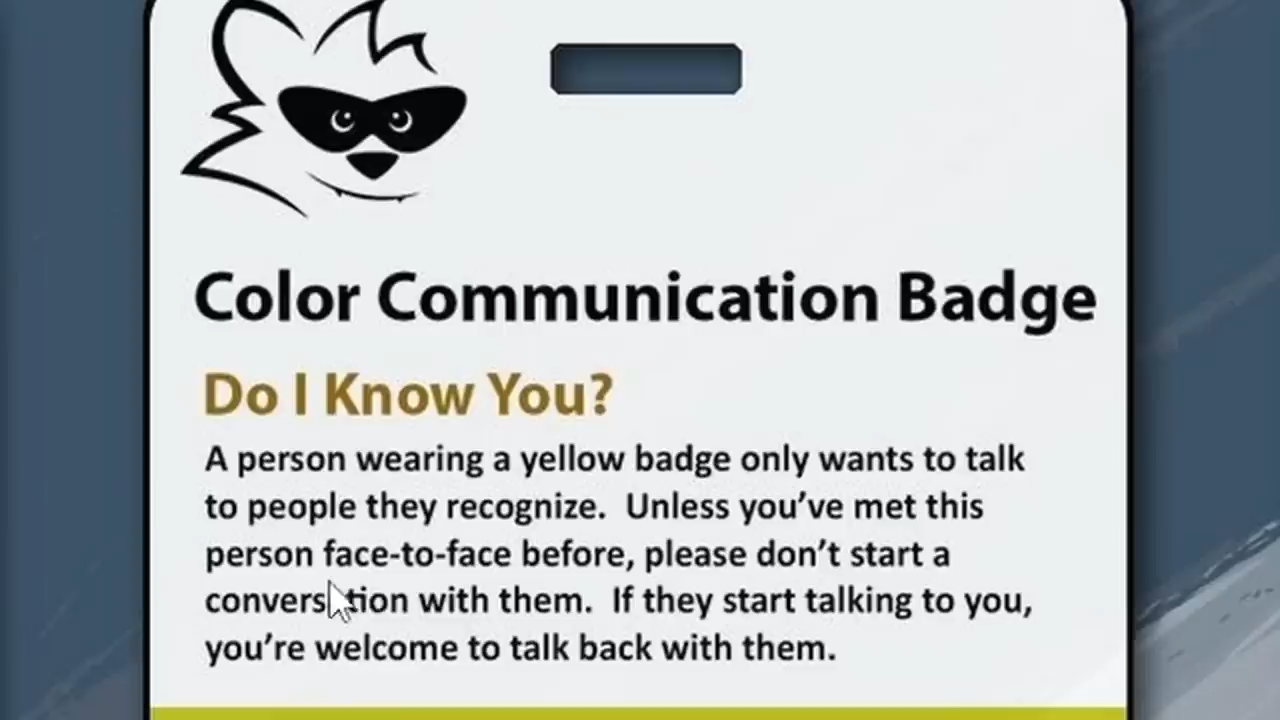 Color Communication Badge
Do I Know You?
A person wearing a yellow badge only wants to talk
to people they recognize.  Unless you’ve met this
person face-to-face before, please don’t start a
conversation with them.  If they start talking to you,
you’re welcome to talk back with them.